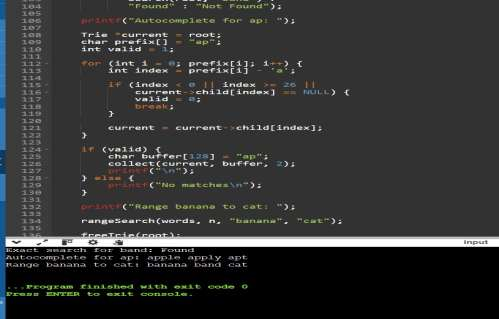 104 "Found" : "Not Found");
105
106 printf("Autocomplete for ap: ");
107
108 Trie *current = root;
109 char prefix[] = "ap";
110 int valid = 1;
111
112 for (int i = 0; prefix[i]; i++) {
113 int index = prefix[i] - 'a';
114
115 if (index < 0 || index >= 26 ||
116 current->child[index] == NULL) {
117 valid = 0;
118 break;
119 }
120
121 current = current->child[index];
122 }
123
124 if (valid) {
125 char buffer[128] = "ap";
126 collect(current, buffer, 2);
127 printf("\n");
128 } else {
129 printf("No matches\n");
130 }
131
132 printf("Range banana to cat: ");
133
134 rangeSearch(words, n, "banana", "cat");
135
136 freeTrie(root);
input
Exact search for band: Found
Autocomplete for ap: apple apply apt
Range banana to cat: banana band cat
...Program finished with exit code 0
Press ENTER to exit console.